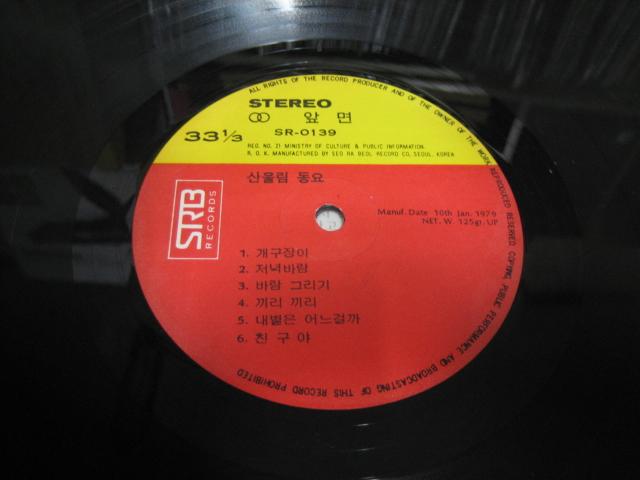 ALL RIGHTS OF THE RECORD PRODUCER AND OF THE OWNER OF THE WORK REPRODUCED RESERVED COPYING, PUBLIC PERFORMANCE AND BROADCASTING OF THIS RECORD PROHIBITED
STEREO
앞 면
33 1/3
SR-0139
REG. NO. 21 MINISTRY OF CULTURE & PUBLIC INFORMATION.
R. O. K. MANUFACTURED BY SEO RA BEOL RECORD CO, SEOUL, KOREA
산울림 동요
SRB
RECORDS
Manuf. Date 10th Jan. 1979
NET. W. 125gr. UP
1. 개구장이
2. 저녁바람
3. 바람 그리기
4. 끼리 끼리
5. 내별은 어느걸까
6. 친 구 야